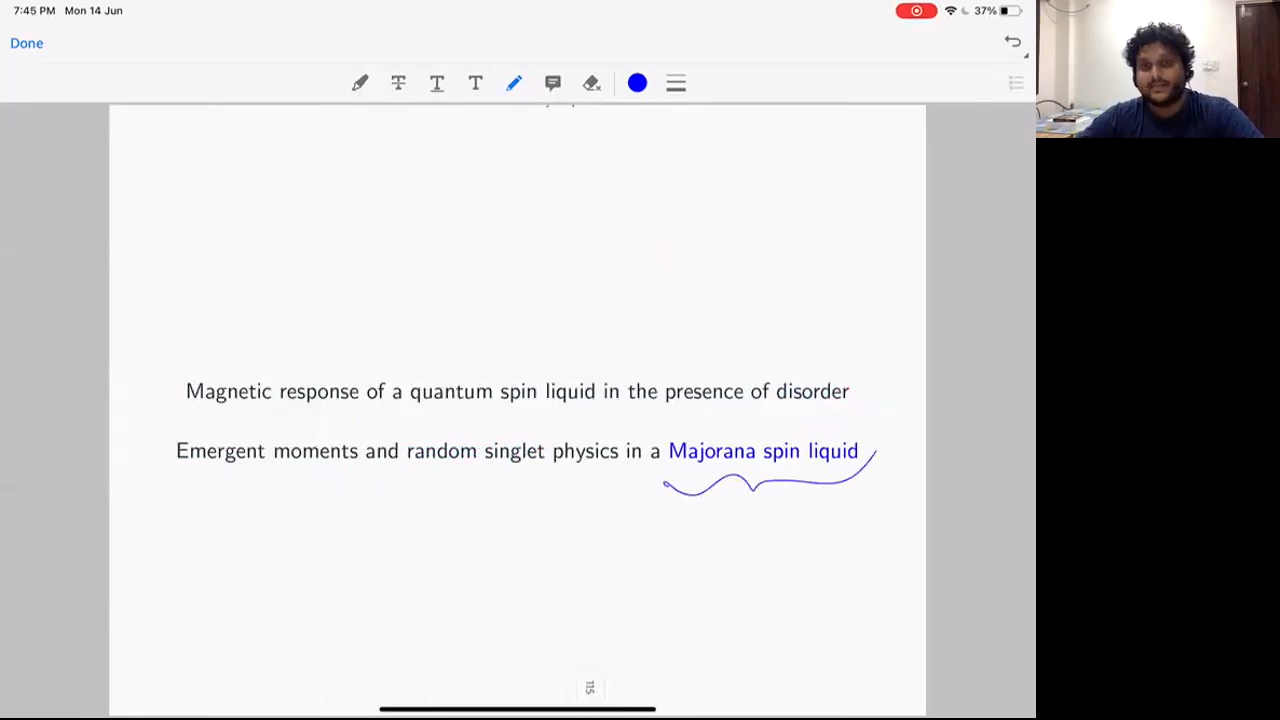 7:45 PM Mon 14 Jun
37%
Done
T T T
Magnetic response of a quantum spin liquid in the presence of disorder
Emergent moments and random singlet physics in a Majorana spin liquid
115